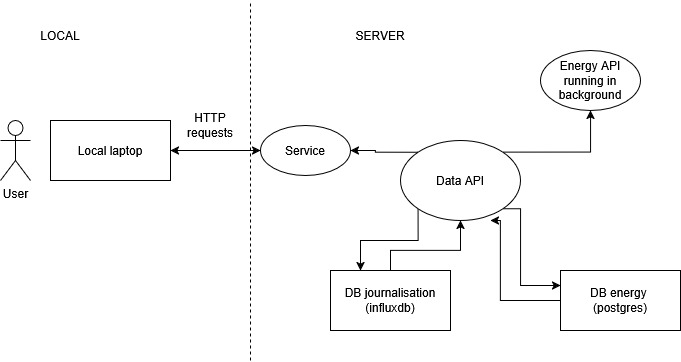 LOCAL
SERVER
Energy API
running in
background
HTTP
requests
Local laptop
Service
Data API
User
DB journalisation
(influxdb)
DB energy
(postgres)